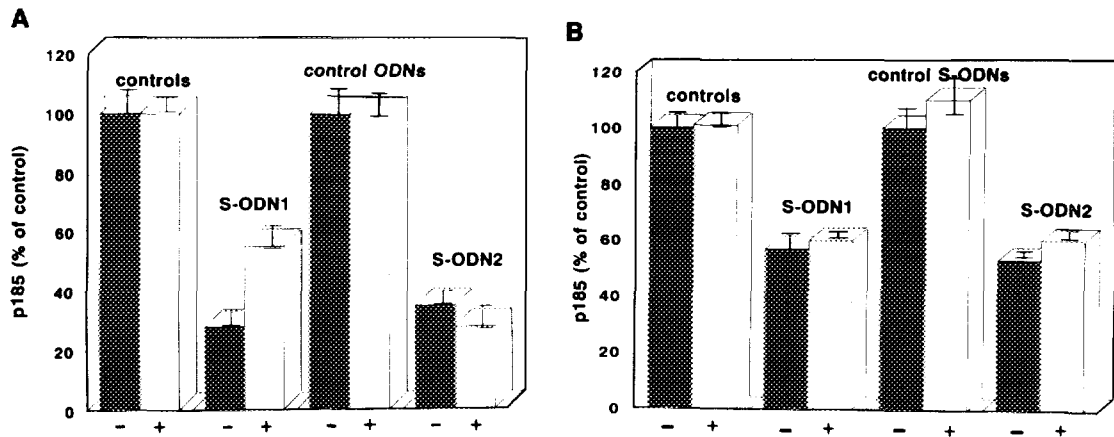 A
p185 (% of control)
120
100
80
60
40
20
0
controls
S-ODN1
control ODNs
S-ODN2
− + − + − + − +
B
p185 (% of control)
120
100
80
60
40
20
0
controls
S-ODN1
control S-ODNs
S-ODN2
− + − + − + − +